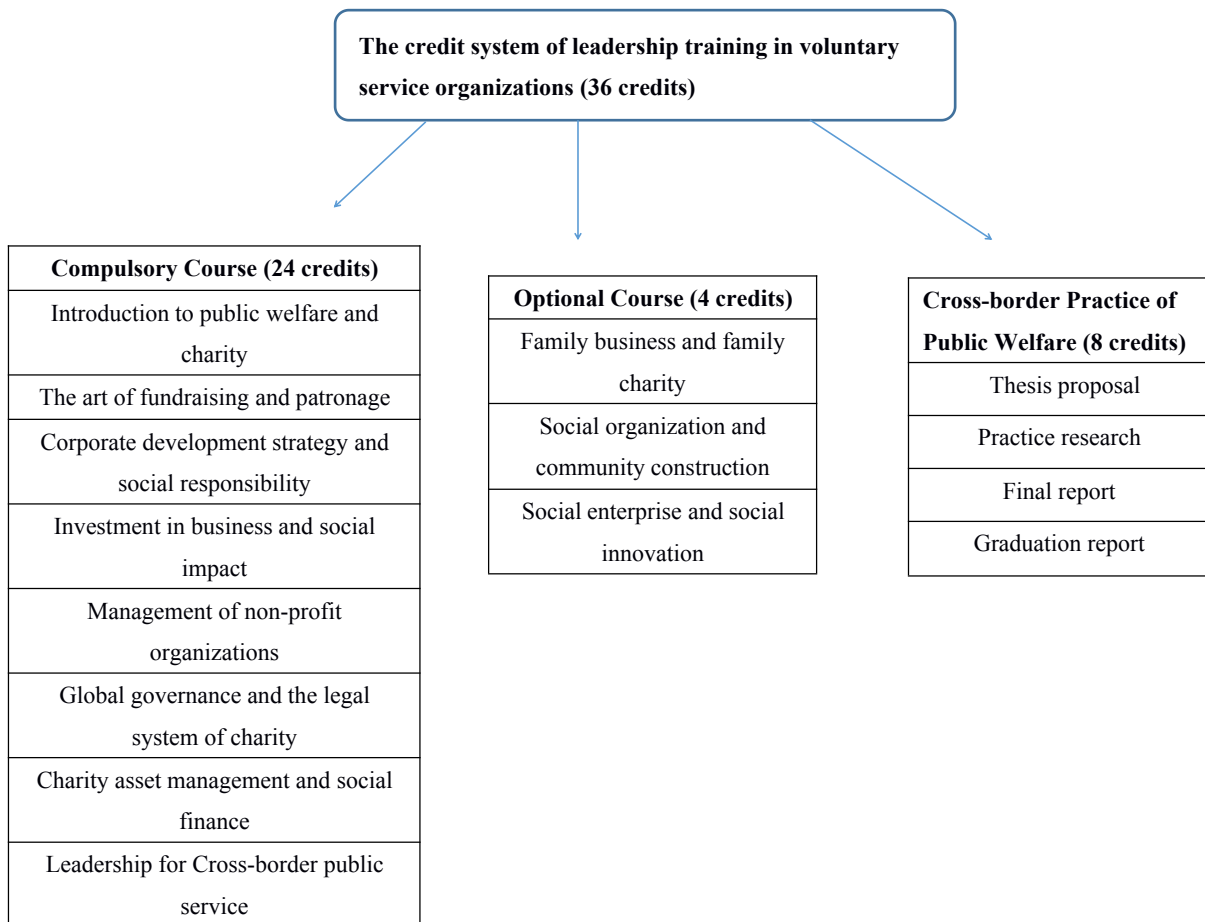 The credit system of leadership training in voluntary
service organizations (36 credits)
Compulsory Course (24 credits)
Introduction to public welfare and
charity
The art of fundraising and patronage
Corporate development strategy and
social responsibility
Investment in business and social
impact
Management of non-profit
organizations
Global governance and the legal
system of charity
Charity asset management and social
finance
Leadership for Cross-border public
service
Optional Course (4 credits)
Family business and family
charity
Social organization and
community construction
Social enterprise and social
innovation
Cross-border Practice of
Public Welfare (8 credits)
Thesis proposal
Practice research
Final report
Graduation report